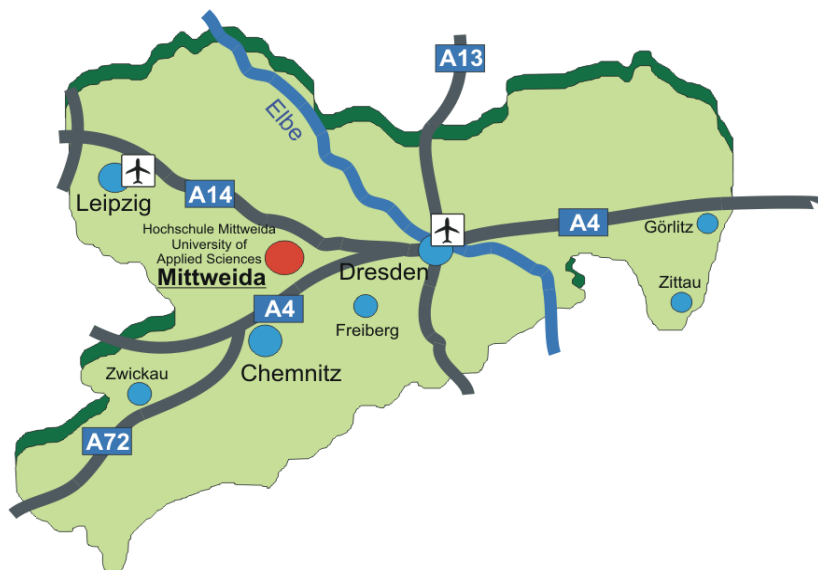 A13
Elbe
Leipzig
A14
Hochschule Mittweida
University of
Applied Sciences
Mittweida
A4
Görlitz
Dresden
Zittau
A4
Freiberg
Chemnitz
Zwickau
A72